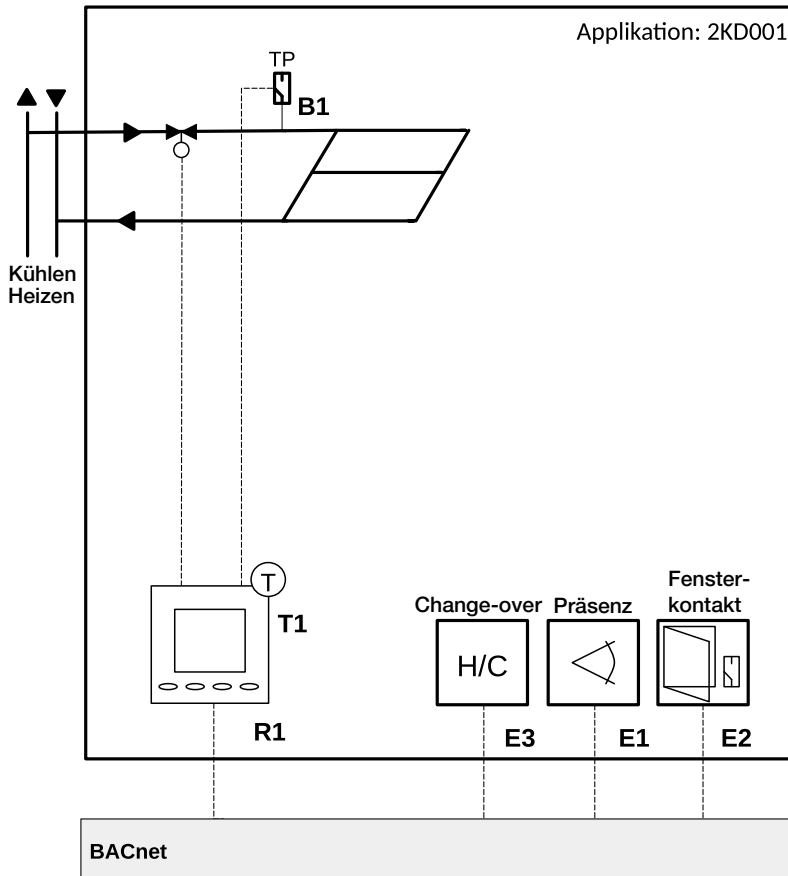 Applikation: 2KD001
TP
B1
Kühlen
Heizen
T
T1
R1
Change-over
H/C
E3
Präsenz
E1
Fenster-
kontakt
E2
BACnet